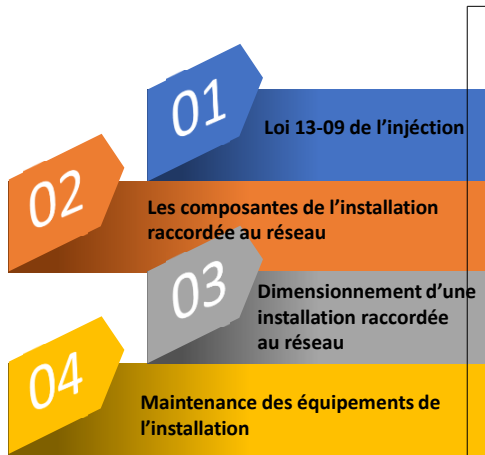 01
Loi 13-09 de l’injéction
02
Les composantes de l’installation
raccordée au réseau
03
Dimensionnement d’une
installation raccordée
au réseau
04
Maintenance des équipements de
l’installation